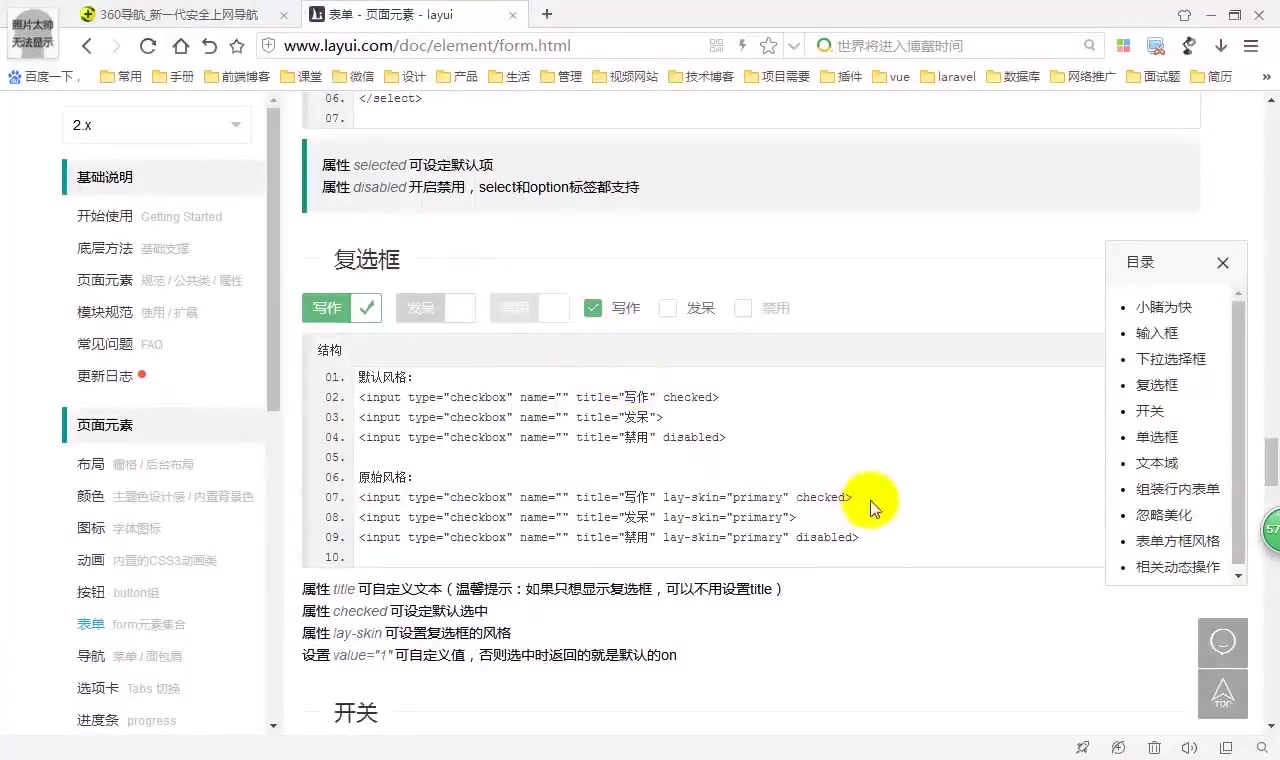 照片太帅
无法显示
360导航_新一代安全上网导航
表单 - 页面元素 - layui
www.layui.com/doc/element/form.html
世界将进入博蓥时间
百度一下，
常用
手册
前端博客
课堂
微信
设计
产品
生活
管理
视频网站
技术博客
项目需要
插件
vue
laravel
数据库
网络推广
面试题
简历
»
2.x
基础说明
开始使用 Getting Started
底层方法 基础支撑
页面元素 规范 / 公共类 / 属性
模块规范 使用 / 扩展
常见问题 FAQ
更新日志
页面元素
布局 栅格 / 后台布局
颜色 主题色设计感 / 内置背景色
图标 字体图标
动画 内置的CSS3动画类
按钮 button组
表单 form元素集合
导航 菜单 / 面包屑
选项卡 Tabs 切换
进度条 progress
06. </select>
07.
属性 selected 可设定默认项
属性 disabled 开启禁用，select和option标签都支持
复选框
写作 发呆 禁用 写作 发呆 禁用
结构
01. 默认风格：
02. <input type="checkbox" name="" title="写作" checked>
03. <input type="checkbox" name="" title="发呆">
04. <input type="checkbox" name="" title="禁用" disabled>
05.
06. 原始风格：
07. <input type="checkbox" name="" title="写作" lay-skin="primary" checked>
08. <input type="checkbox" name="" title="发呆" lay-skin="primary">
09. <input type="checkbox" name="" title="禁用" lay-skin="primary" disabled>
10.
属性 title 可自定义文本（温馨提示：如果只想显示复选框，可以不用设置title）
属性 checked 可设定默认选中
属性 lay-skin 可设置复选框的风格
设置 value="1" 可自定义值，否则选中时返回的就是默认的on
开关
目录
小睹为快
输入框
下拉选择框
复选框
开关
单选框
文本域
组装行内表单
忽略美化
表单方框风格
相关动态操作
57
TOP